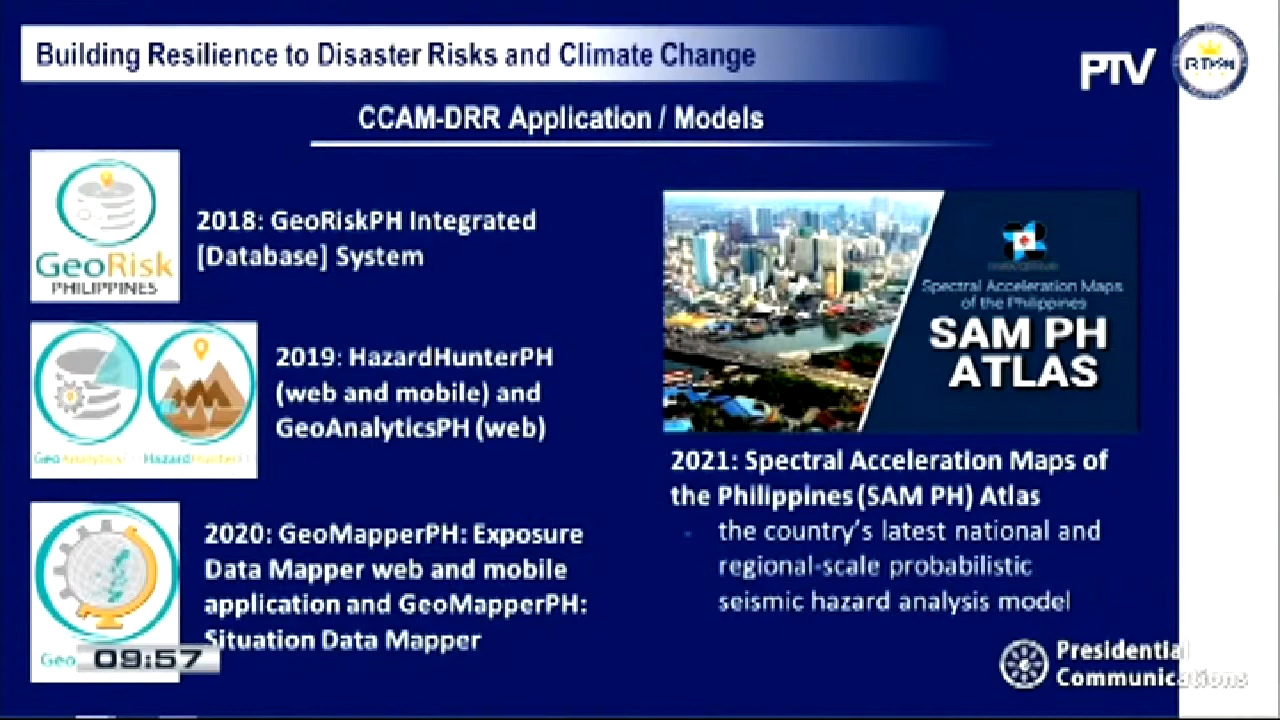 Building Resilience to Disaster Risks and Climate Change
PTV
RTVM
CCAM-DRR Application / Models
GeoRisk
PHILIPPINES
2018: GeoRiskPH Integrated
[Database] System
GeoAnalytics HazardHunter
2019: HazardHunterPH
(web and mobile) and
GeoAnalyticsPH (web)
Geo
2020: GeoMapperPH: Exposure
Data Mapper web and mobile
application and GeoMapperPH:
Situation Data Mapper
09:57
Spectral Acceleration Maps
of the Philippines
SAM PH
ATLAS
2021: Spectral Acceleration Maps of
the Philippines (SAM PH) Atlas
- the country's latest national and
regional-scale probabilistic
seismic hazard analysis model
Presidential
Communications